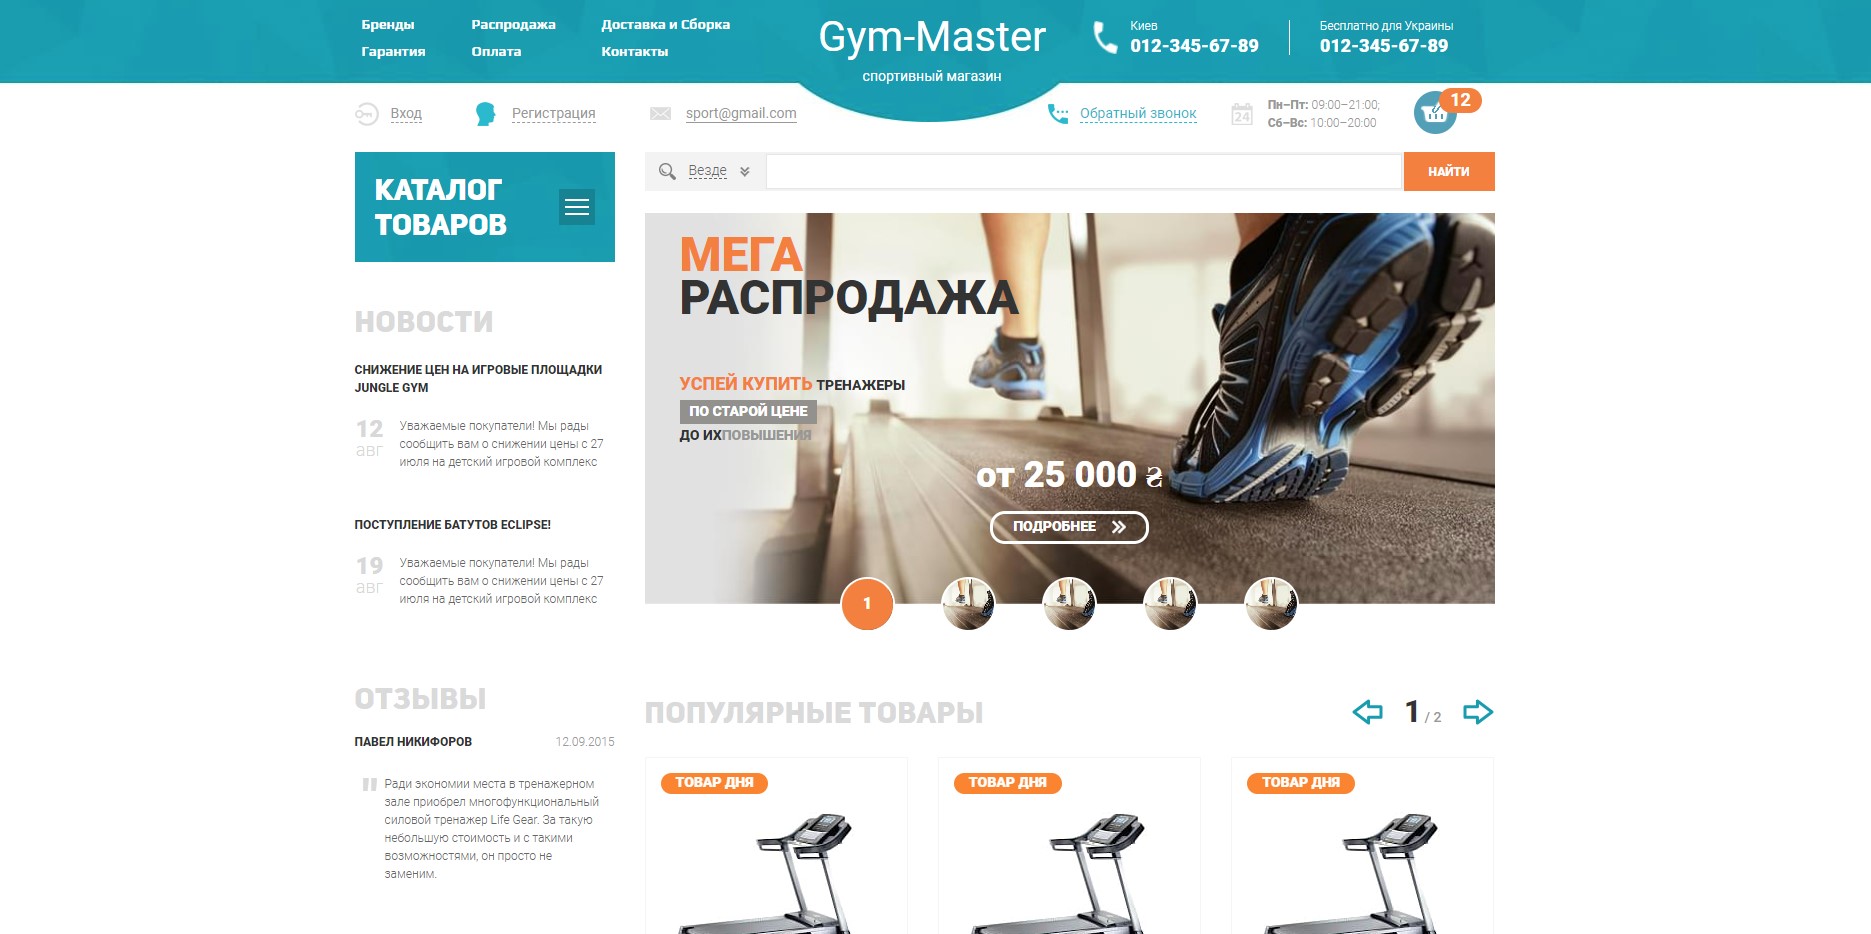 Бренды
Распродажа
Доставка и Сборка
Гарантия
Оплата
Контакты
Gym-Master
спортивный магазин
Киев
012-345-67-89
Бесплатно для Украины
012-345-67-89
Вход
Регистрация
sport@gmail.com
Обратный звонок
24
Пн–Пт: 09:00–21:00;
Сб–Вс: 10:00–20:00
12
КАТАЛОГ
ТОВАРОВ
Везде
НАЙТИ
НОВОСТИ
СНИЖЕНИЕ ЦЕН НА ИГРОВЫЕ ПЛОЩАДКИ
JUNGLE GYM
12
авг
Уважаемые покупатели! Мы рады
сообщить вам о снижении цены с 27
июля на детский игровой комплекс
ПОСТУПЛЕНИЕ БАТУТОВ ECLIPSE!
19
авг
Уважаемые покупатели! Мы рады
сообщить вам о снижении цены с 27
июля на детский игровой комплекс
МЕГА
РАСПРОДАЖА
УСПЕЙ КУПИТЬ ТРЕНАЖЕРЫ
ПО СТАРОЙ ЦЕНЕ
ДО ИХПОВЫШЕНИЯ
от 25 000 ₴
ПОДРОБНЕЕ
1
ОТЗЫВЫ
ПАВЕЛ НИКИФОРОВ
12.09.2015
" Ради экономии места в тренажерном
зале приобрел многофункциональный
силовой тренажер Life Gear. За такую
небольшую стоимость и с такими
возможностями, он просто не
заменим.
ПОПУЛЯРНЫЕ ТОВАРЫ
1 / 2
ТОВАР ДНЯ
ТОВАР ДНЯ
ТОВАР ДНЯ